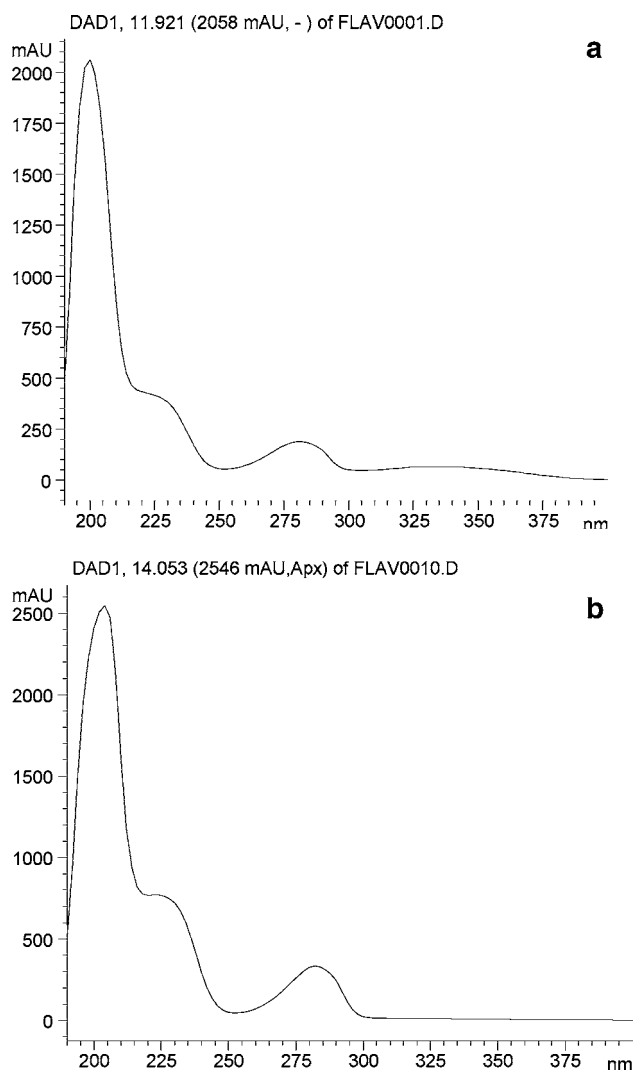 DAD1, 11.921 (2058 mAU, - ) of FLAV0001.D
mAU
a
2000
1750
1500
1250
1000
750
500
250
0
200 225 250 275 300 325 350 375 nm
DAD1, 14.053 (2546 mAU,Apx) of FLAV0010.D
mAU
b
2500
2000
1500
1000
500
0
200 225 250 275 300 325 350 375 nm